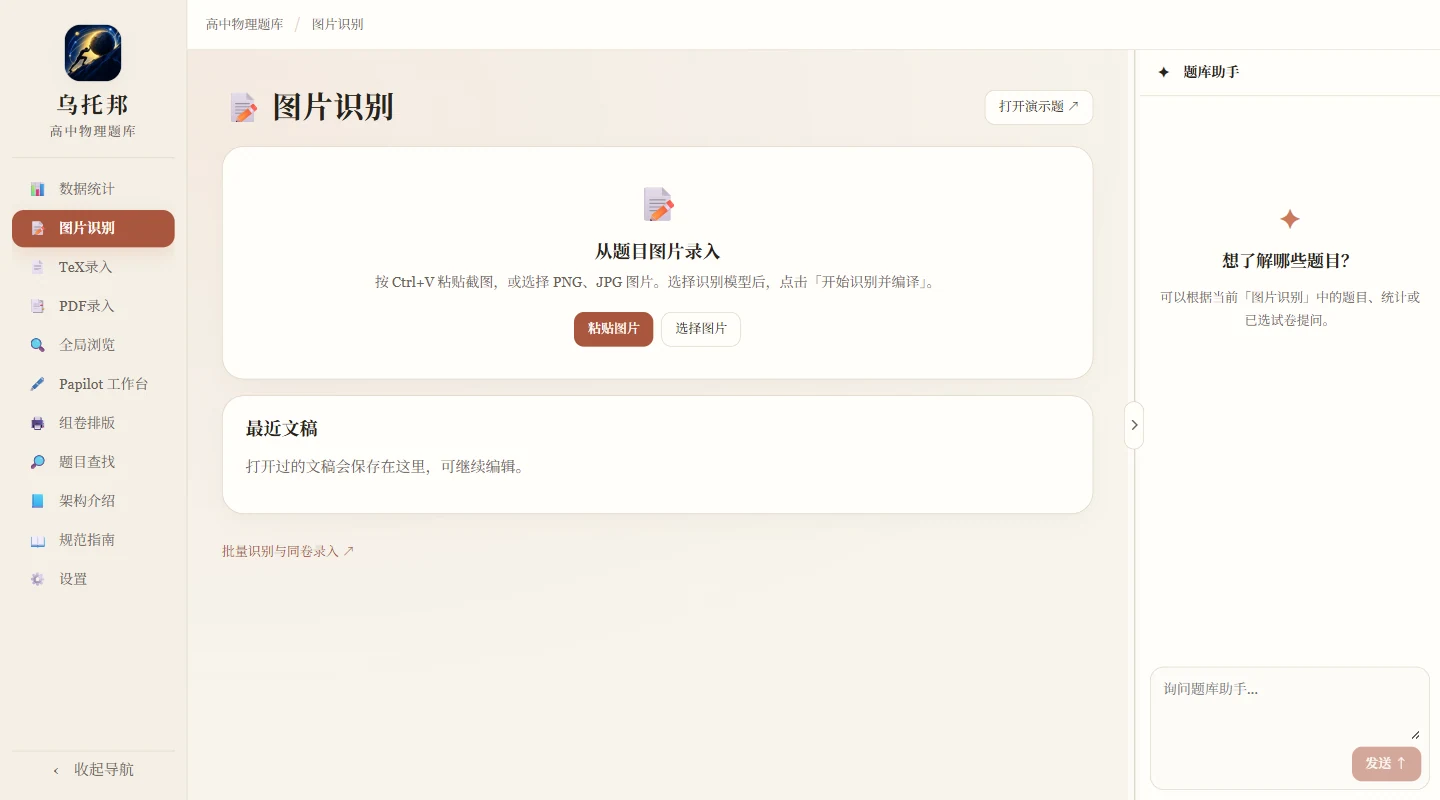 高中物理题库 / 图片识别
乌托邦
高中物理题库
数据统计
图片识别
TeX录入
PDF录入
全局浏览
Papilot 工作台
组卷排版
题目查找
架构介绍
规范指南
设置
‹ 收起导航
图片识别
打开演示题 ↗
从题目图片录入
按 Ctrl+V 粘贴截图，或选择 PNG、JPG 图片。选择识别模型后，点击「开始识别并编译」。
粘贴图片
选择图片
最近文稿
打开过的文稿会保存在这里，可继续编辑。
批量识别与同卷录入 ↗
题库助手
想了解哪些题目？
可以根据当前「图片识别」中的题目、统计或
已选试卷提问。
询问题库助手...
发送 ↑